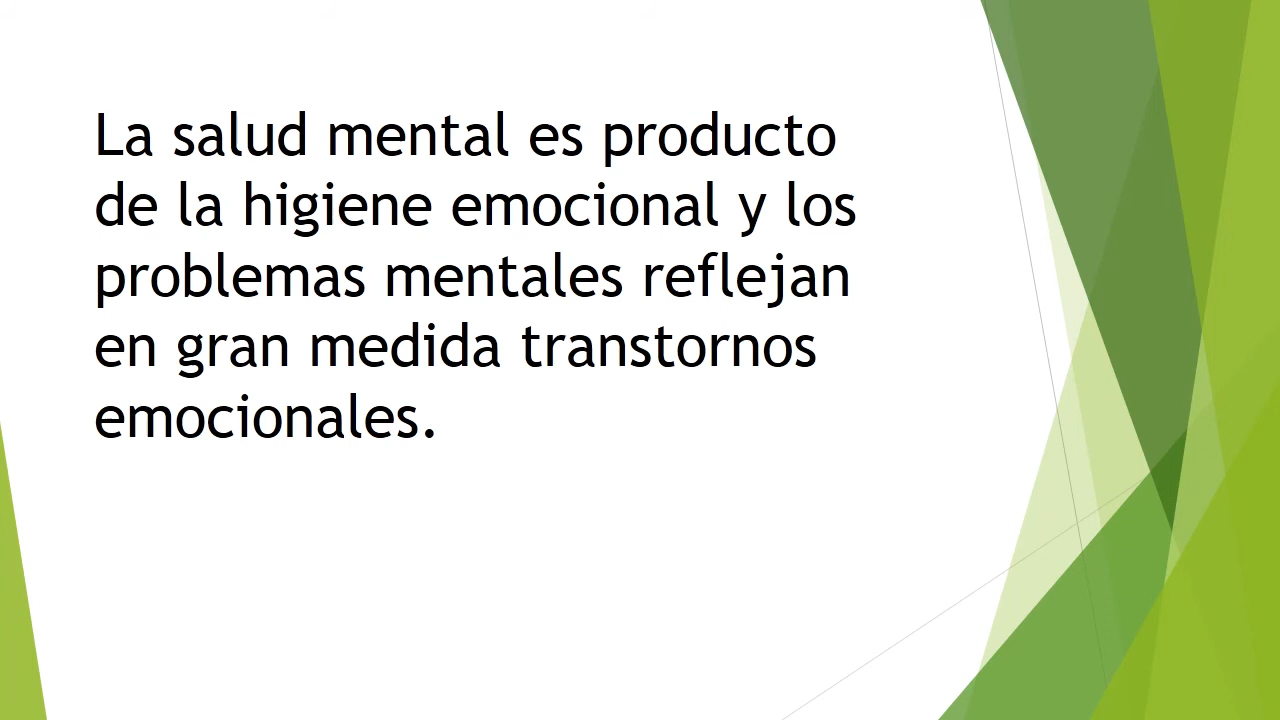 La salud mental es producto
de la higiene emocional y los
problemas mentales reflejan
en gran medida transtornos
emocionales.